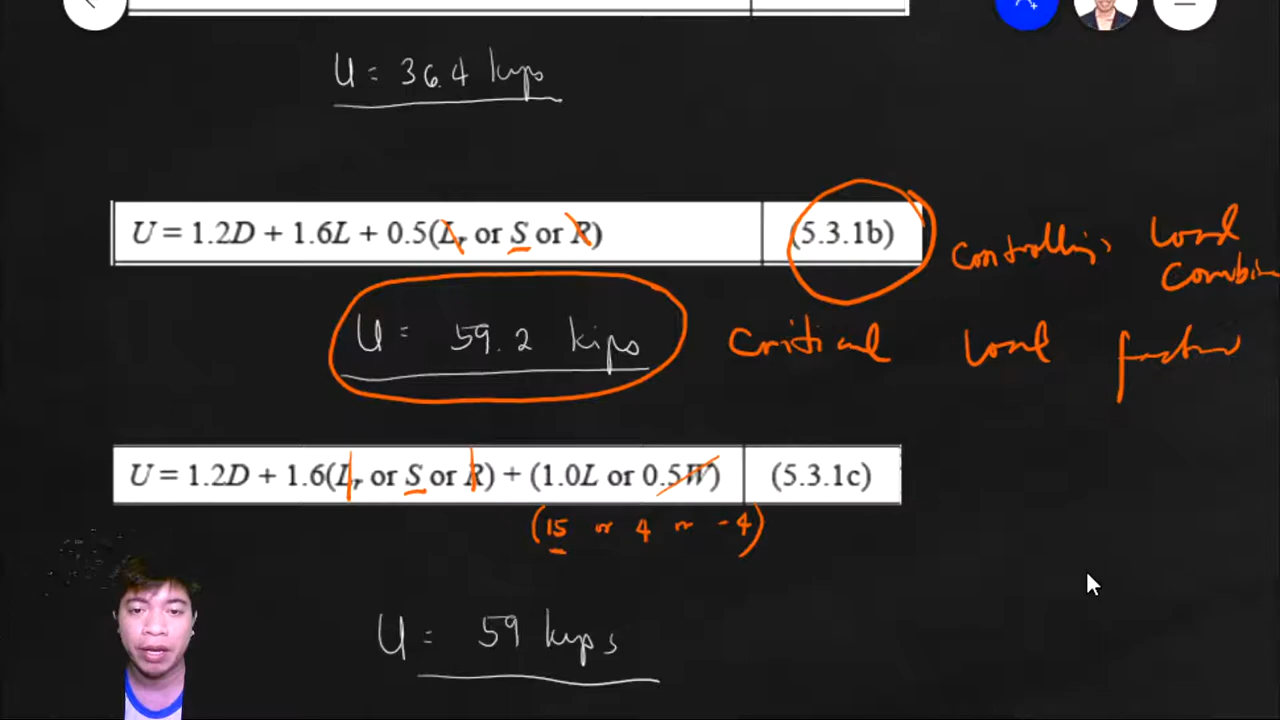 U = 36.4 kips
U = 1.2D + 1.6L + 0.5(Lr or S or R) (5.3.1b)
Controlling Load
Combin
U = 59.2 kips Critical load factor
U = 1.2D + 1.6(Lr or S or R) + (1.0L or 0.5W) (5.3.1c)
(15 or 4 or -4)
U = 59 kips